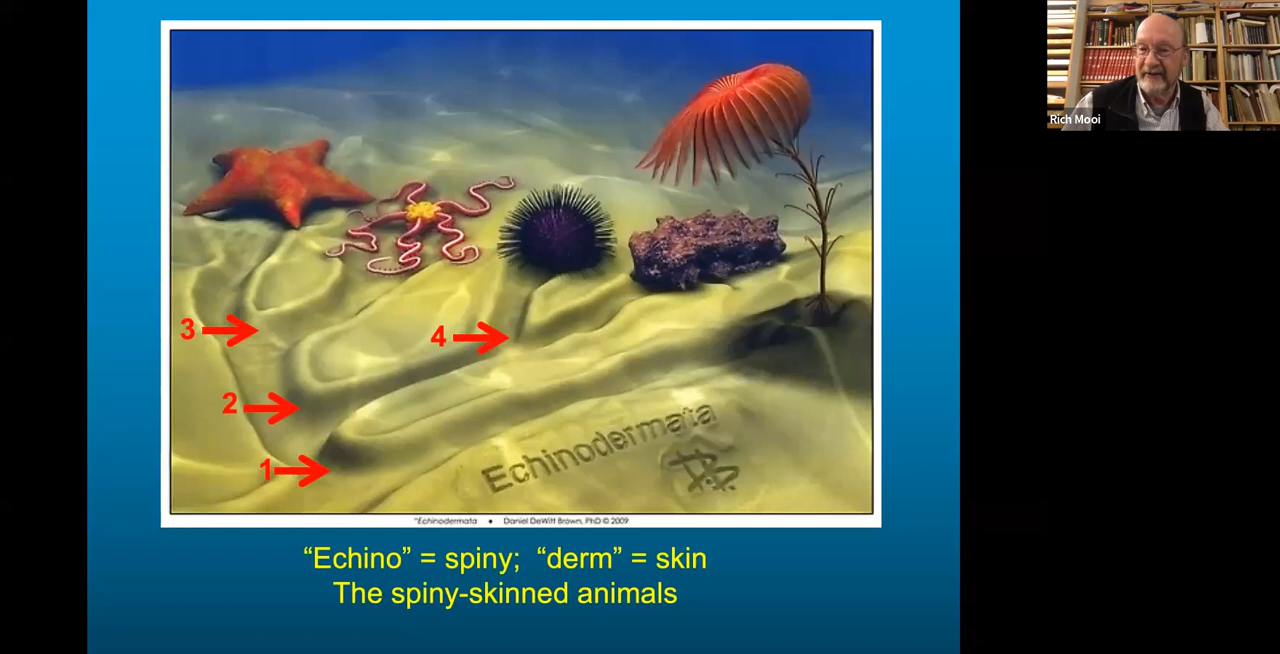 3
4
2
1
Echinodermata
"Echinodermata • Daniel DeWitt Brown, PhD © 2009
“Echino” = spiny; “derm” = skin
The spiny-skinned animals
Rich Mooi